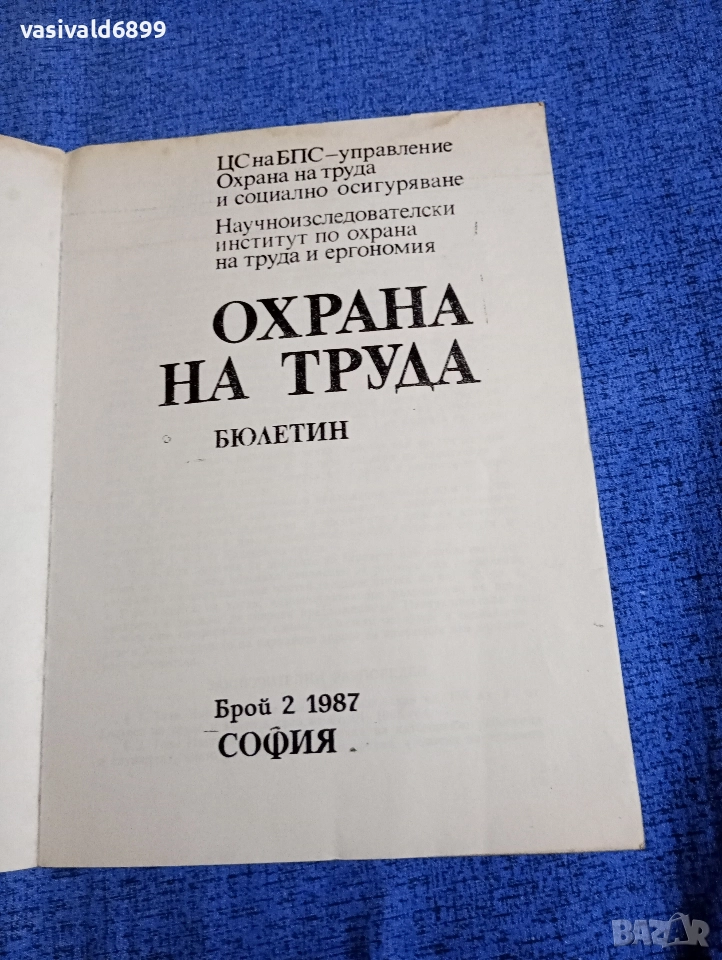 vasivald6899
ЦС на БПС – управление
Охрана на труда
и социално осигуряване
Научноизследователски
институт по охрана
на труда и ергономия
ОХРАНА
НА ТРУДА
БЮЛЕТИН
Брой 2 1987
СОФИЯ
BAZAR